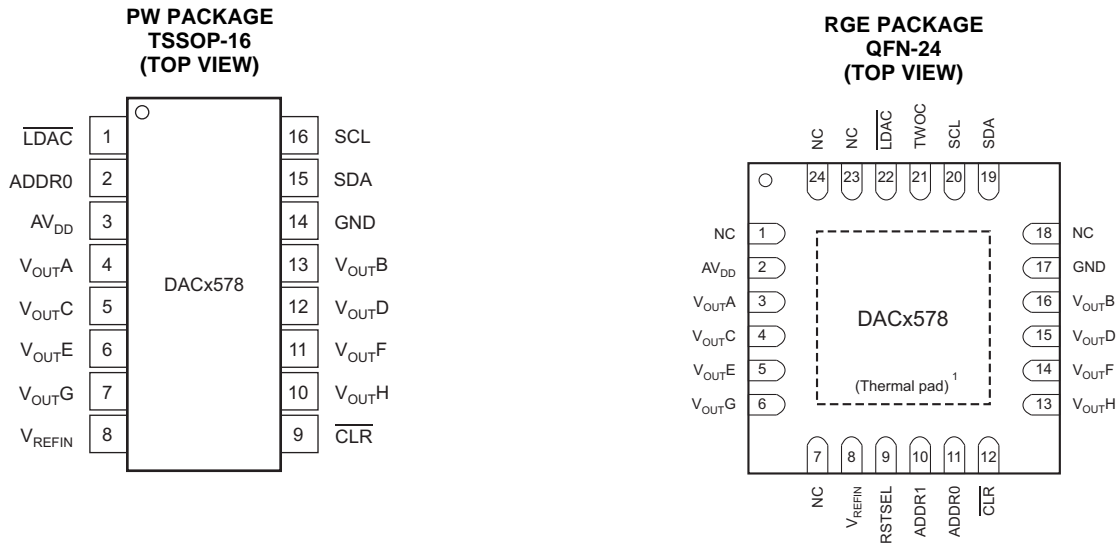 PW PACKAGE
TSSOP-16
(TOP VIEW)
LDAC 1
ADDR0 2
AVDD 3
VOUTA 4
VOUTC 5
VOUTE 6
VOUTG 7
VREFIN 8
DACx578
16 SCL
15 SDA
14 GND
13 VOUTB
12 VOUTD
11 VOUTF
10 VOUTH
9 CLR
RGE PACKAGE
QFN-24
(TOP VIEW)
NC NC LDAC TWOC SCL SDA
24 23 22 21 20 19
NC 1
AVDD 2
VOUTA 3
VOUTC 4
VOUTE 5
VOUTG 6
DACx578
(Thermal pad) 1
18 NC
17 GND
16 VOUTB
15 VOUTD
14 VOUTF
13 VOUTH
7 8 9 10 11 12
NC VREFIN RSTSEL ADDR1 ADDR0 CLR